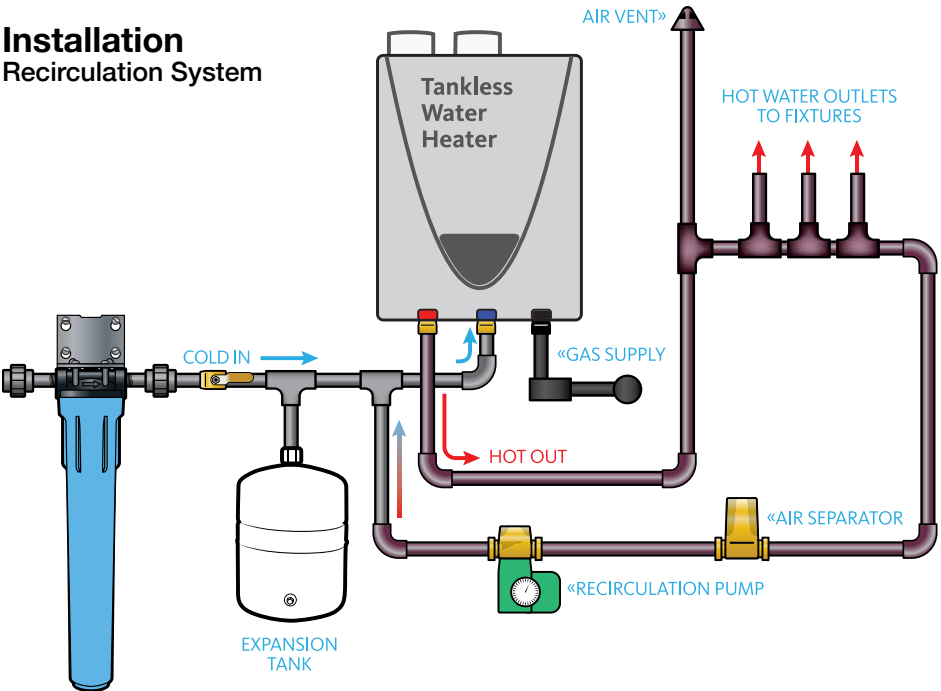 Installation
Recirculation System
AIR VENT»
Tankless
Water
Heater
HOT WATER OUTLETS
TO FIXTURES
COLD IN
«GAS SUPPLY
HOT OUT
«AIR SEPARATOR
«RECIRCULATION PUMP
EXPANSION
TANK